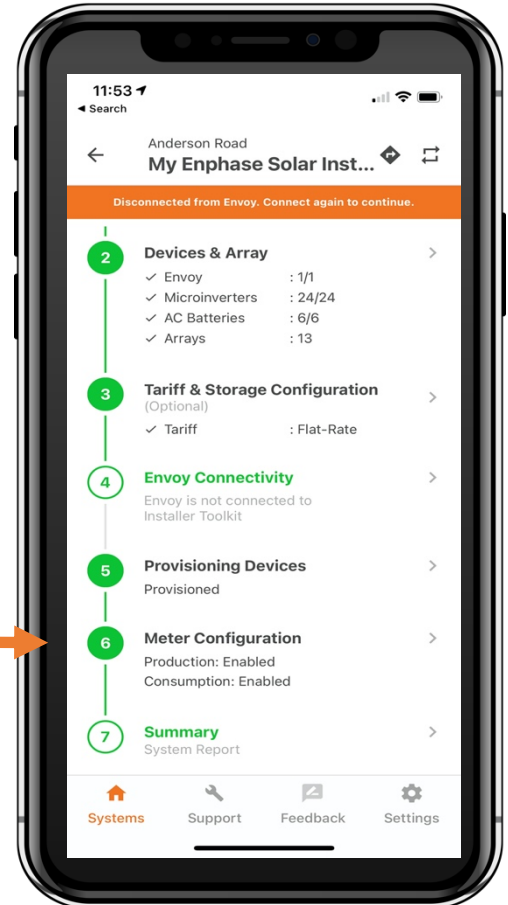 11:53
◀ Search
Anderson Road
My Enphase Solar Inst...
Disconnected from Envoy. Connect again to continue.
2
Devices & Array
✓ Envoy : 1/1
✓ Microinverters : 24/24
✓ AC Batteries : 6/6
✓ Arrays : 13
3
Tariff & Storage Configuration
(Optional)
✓ Tariff : Flat-Rate
4
Envoy Connectivity
Envoy is not connected to
Installer Toolkit
5
Provisioning Devices
Provisioned
6
Meter Configuration
Production: Enabled
Consumption: Enabled
7
Summary
System Report
Systems Support Feedback Settings